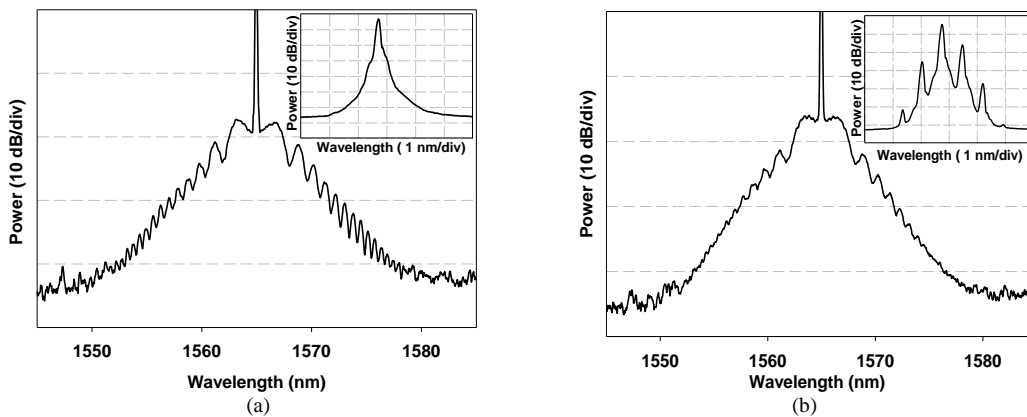 Power (10 dB/div)
Power (10 dB/div)
Wavelength ( 1 nm/div)
1550 1560 1570 1580
Wavelength (nm)
(a)
Power (10 dB/div)
Power (10 dB/div)
Wavelength ( 1 nm/div)
1550 1560 1570 1580
Wavelength (nm)
(b)